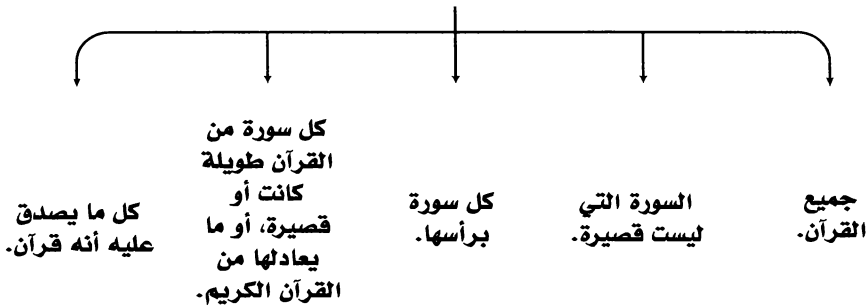 جميع
القرآن.
السورة التي
ليست قصيرة.
كل سورة
برأسها.
كل سورة من
القرآن طويلة
كانت أو
قصيرة، أو ما
يعادلها من
القرآن الكريم.
كل ما يصدق
عليه أنه قرآن.